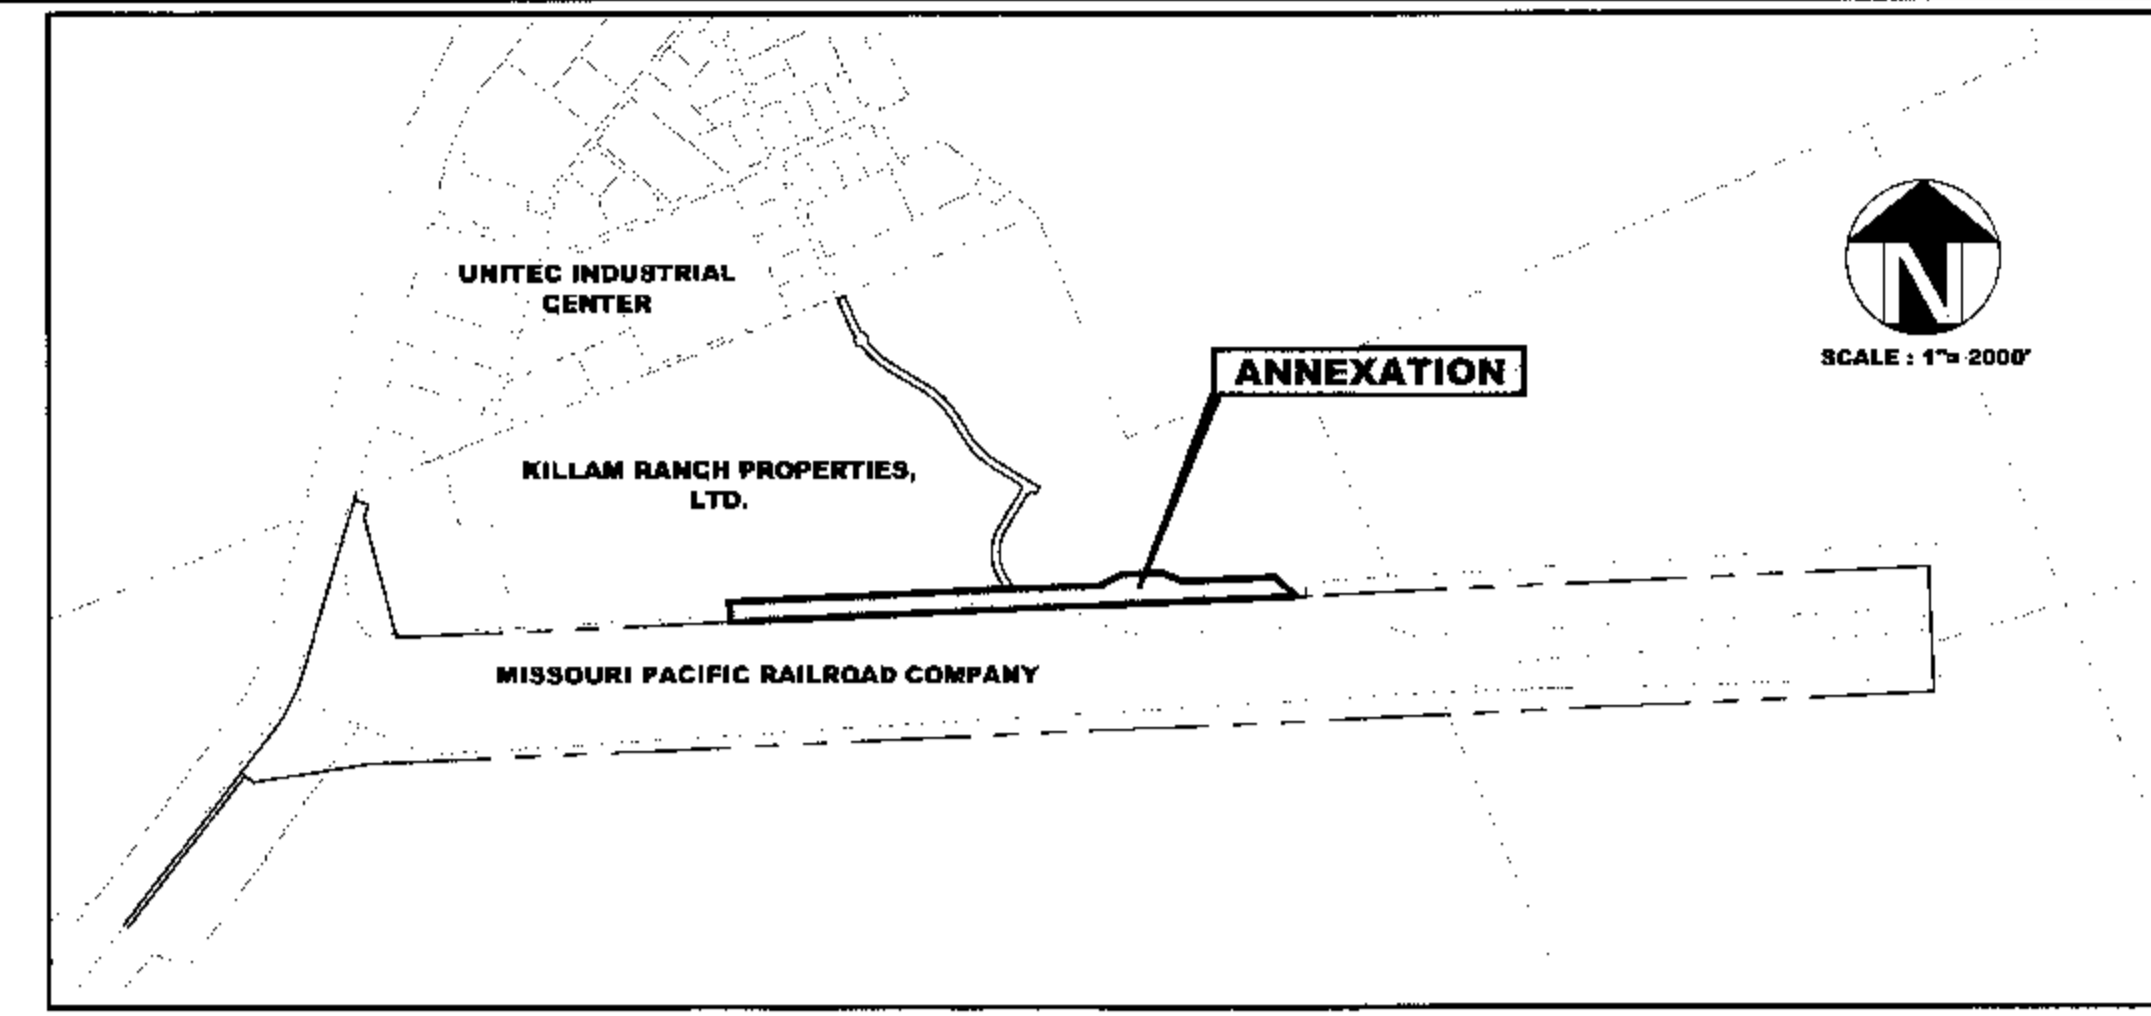 UNITEC INDUSTRIAL
CENTER
N
SCALE : 1"= 2000'
ANNEXATION
KILLAM RANCH PROPERTIES,
LTD.
MISSOURI PACIFIC RAILROAD COMPANY